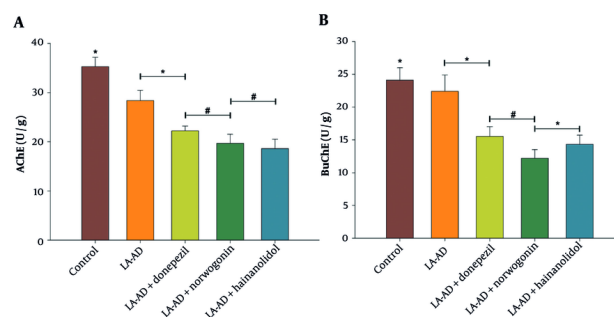 A
AChE (U/g)
40
30
20
10
0
*
*
#
#
Control
LA-AD
LA-AD + donepezil
LA-AD + norwogonin
LA-AD + hainanolidol
B
BuChE (U/g)
30
25
20
15
10
5
0
*
*
#
*
Control
LA-AD
LA-AD + donepezil
LA-AD + norwogonin
LA-AD + hainanolidol